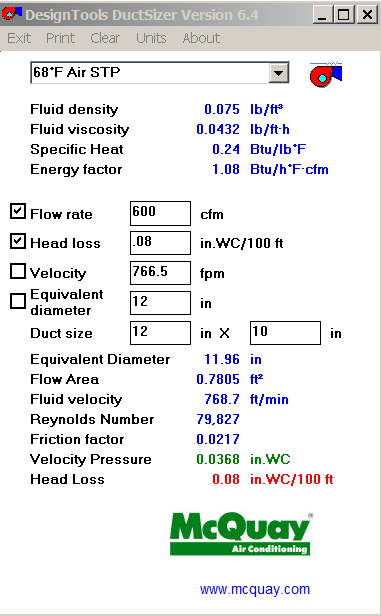 DesignTools DuctSizer Version 6.4
Exit Print Clear Units About
68°F Air STP
Fluid density 0.075 lb/ft³
Fluid viscosity 0.0432 lb/ft·h
Specific Heat 0.24 Btu/lb°F
Energy factor 1.08 Btu/h°F·cfm
Flow rate 600 cfm
Head loss .08 in.WC/100 ft
Velocity 766.5 fpm
Equivalent
diameter 12 in
Duct size 12 in X 10 in
Equivalent Diameter 11.96 in
Flow Area 0.7805 ft²
Fluid velocity 768.7 ft/min
Reynolds Number 79,827
Friction factor 0.0217
Velocity Pressure 0.0368 in.WC
Head Loss 0.08 in.WC/100 ft
McQuay®
Air Conditioning
www.mcquay.com